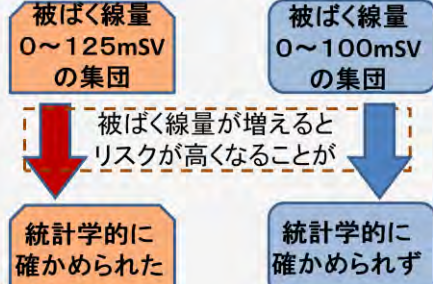 被ばく線量
0～125mSV
の集団
被ばく線量
0～100mSV
の集団
被ばく線量が増えると
リスクが高くなることが
統計学的に
確かめられた
統計学的に
確かめられず